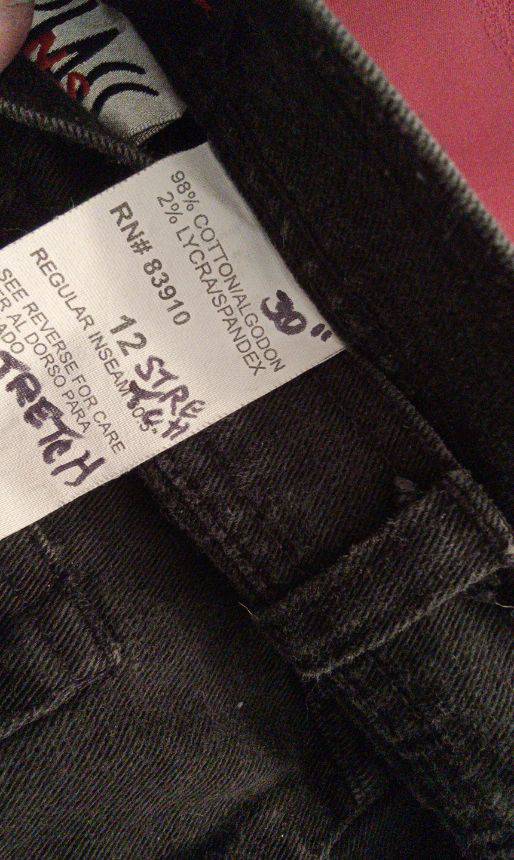 98% COTTON/ALGODON
2% LYCRA/SPANDEX
30"
RN# 83910
12
STRETCH
REGULAR INSEAM
SEE REVERSE FOR CARE
AL DORSO PARA
STRETCH